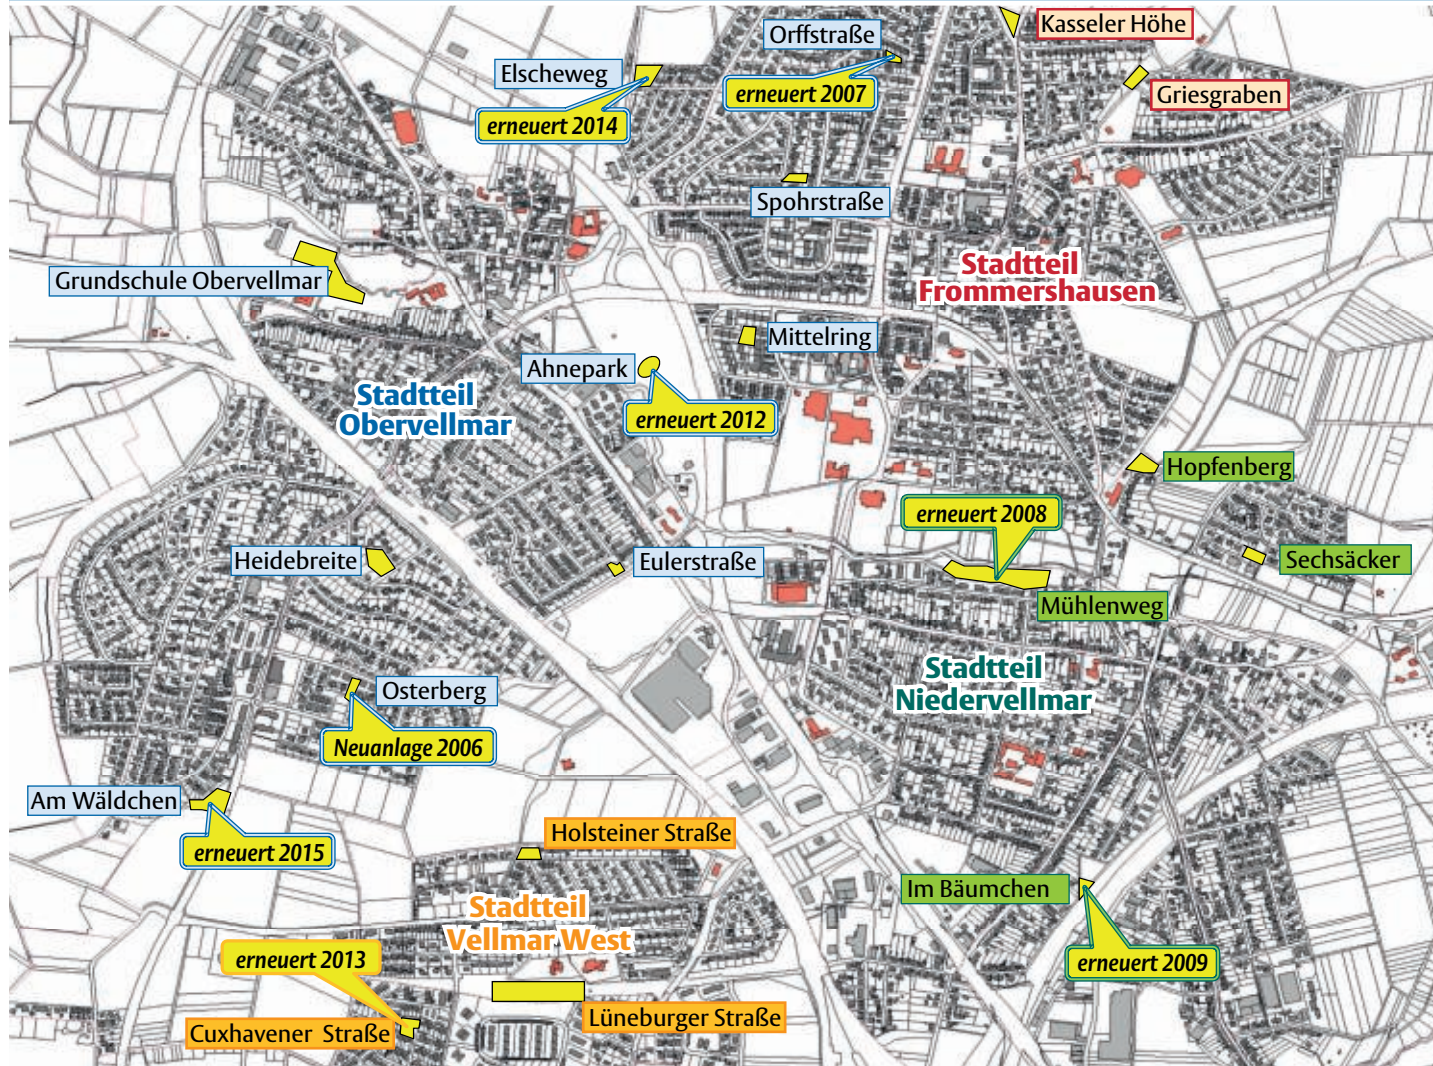 Kasseler Höhe
Orffstraße
Elscheweg
erneuert 2007
Griesgraben
erneuert 2014
Spohrstraße
Stadtteil
Frommershausen
Grundschule Obervellmar
Mittelring
Ahnepark
Stadtteil
Obervellmar
erneuert 2012
Hopfenberg
erneuert 2008
Heidebreite
Eulerstraße
Sechsäcker
Mühlenweg
Stadtteil
Niedervellmar
Osterberg
Neuanlage 2006
Am Wäldchen
erneuert 2015
Holsteiner Straße
Im Bäumchen
Stadtteil
Vellmar West
erneuert 2013
erneuert 2009
Lüneburger Straße
Cuxhavener Straße